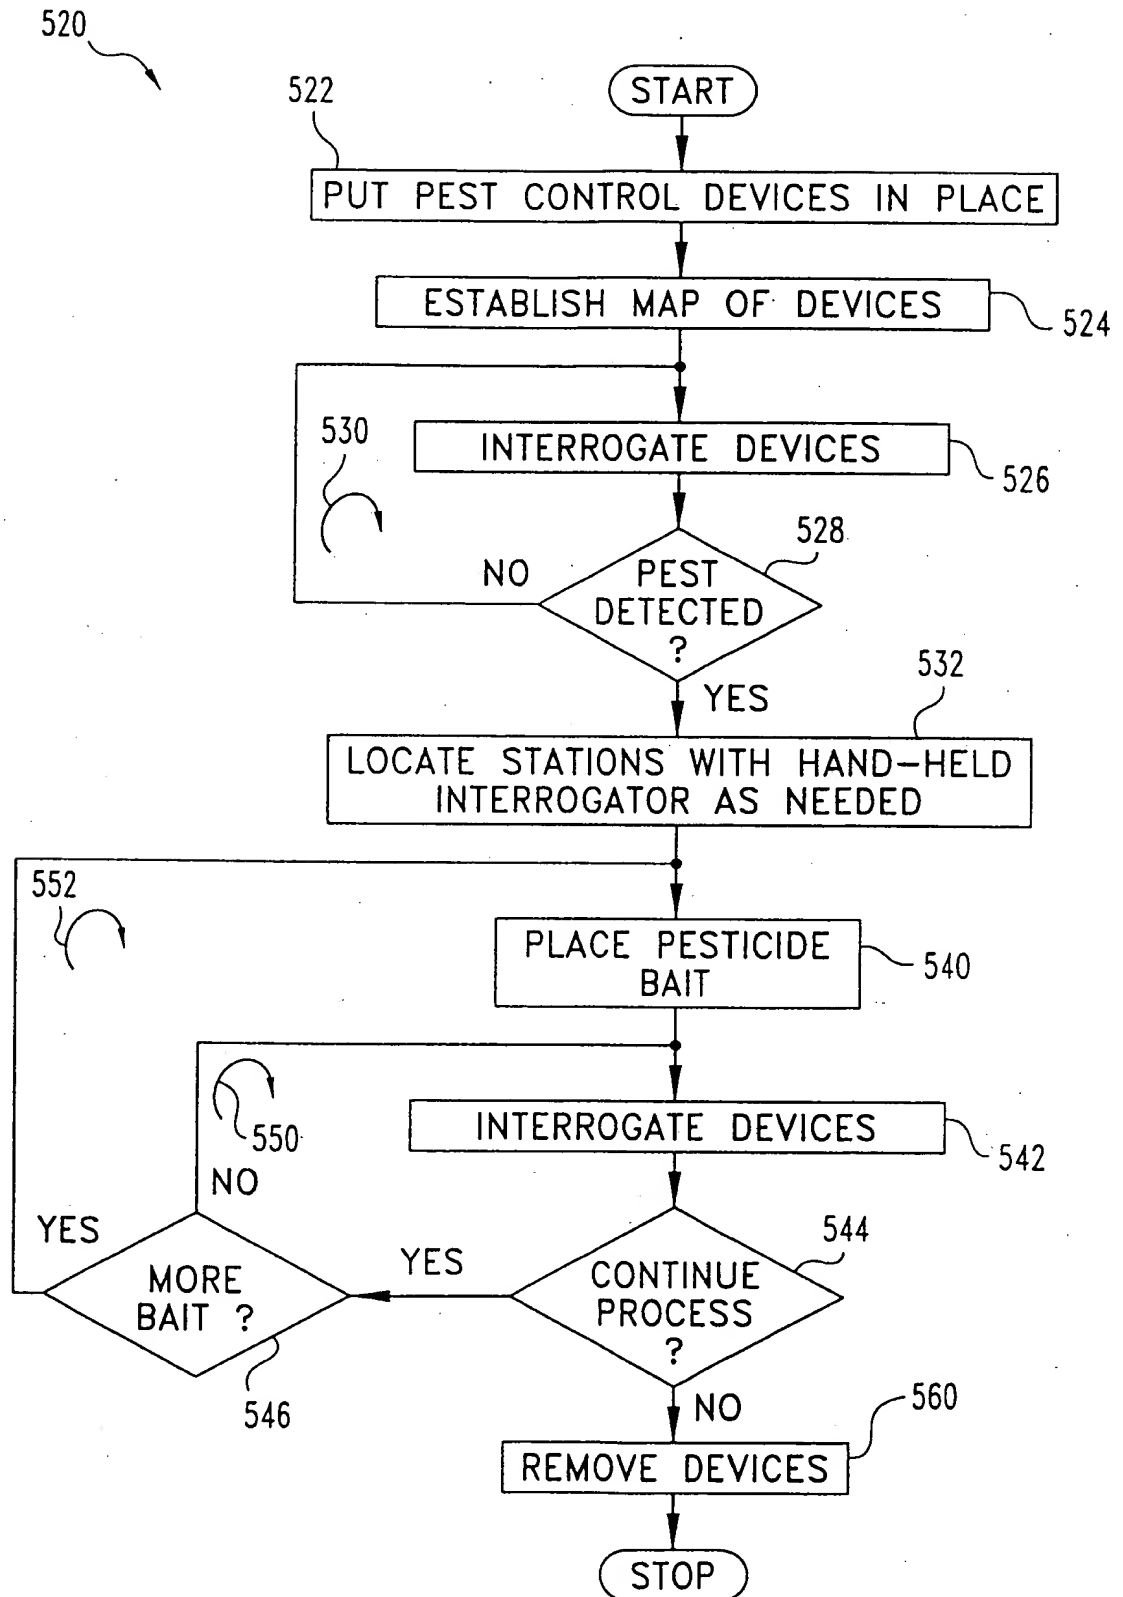 520
START
522
PUT PEST CONTROL DEVICES IN PLACE
ESTABLISH MAP OF DEVICES
524
530
INTERROGATE DEVICES
526
528
NO
PEST
DETECTED
?
YES
532
LOCATE STATIONS WITH HAND-HELD
INTERROGATOR AS NEEDED
552
PLACE PESTICIDE
BAIT
540
550
INTERROGATE DEVICES
542
NO
YES
MORE
BAIT ?
546
YES
544
CONTINUE
PROCESS
?
NO
560
REMOVE DEVICES
STOP